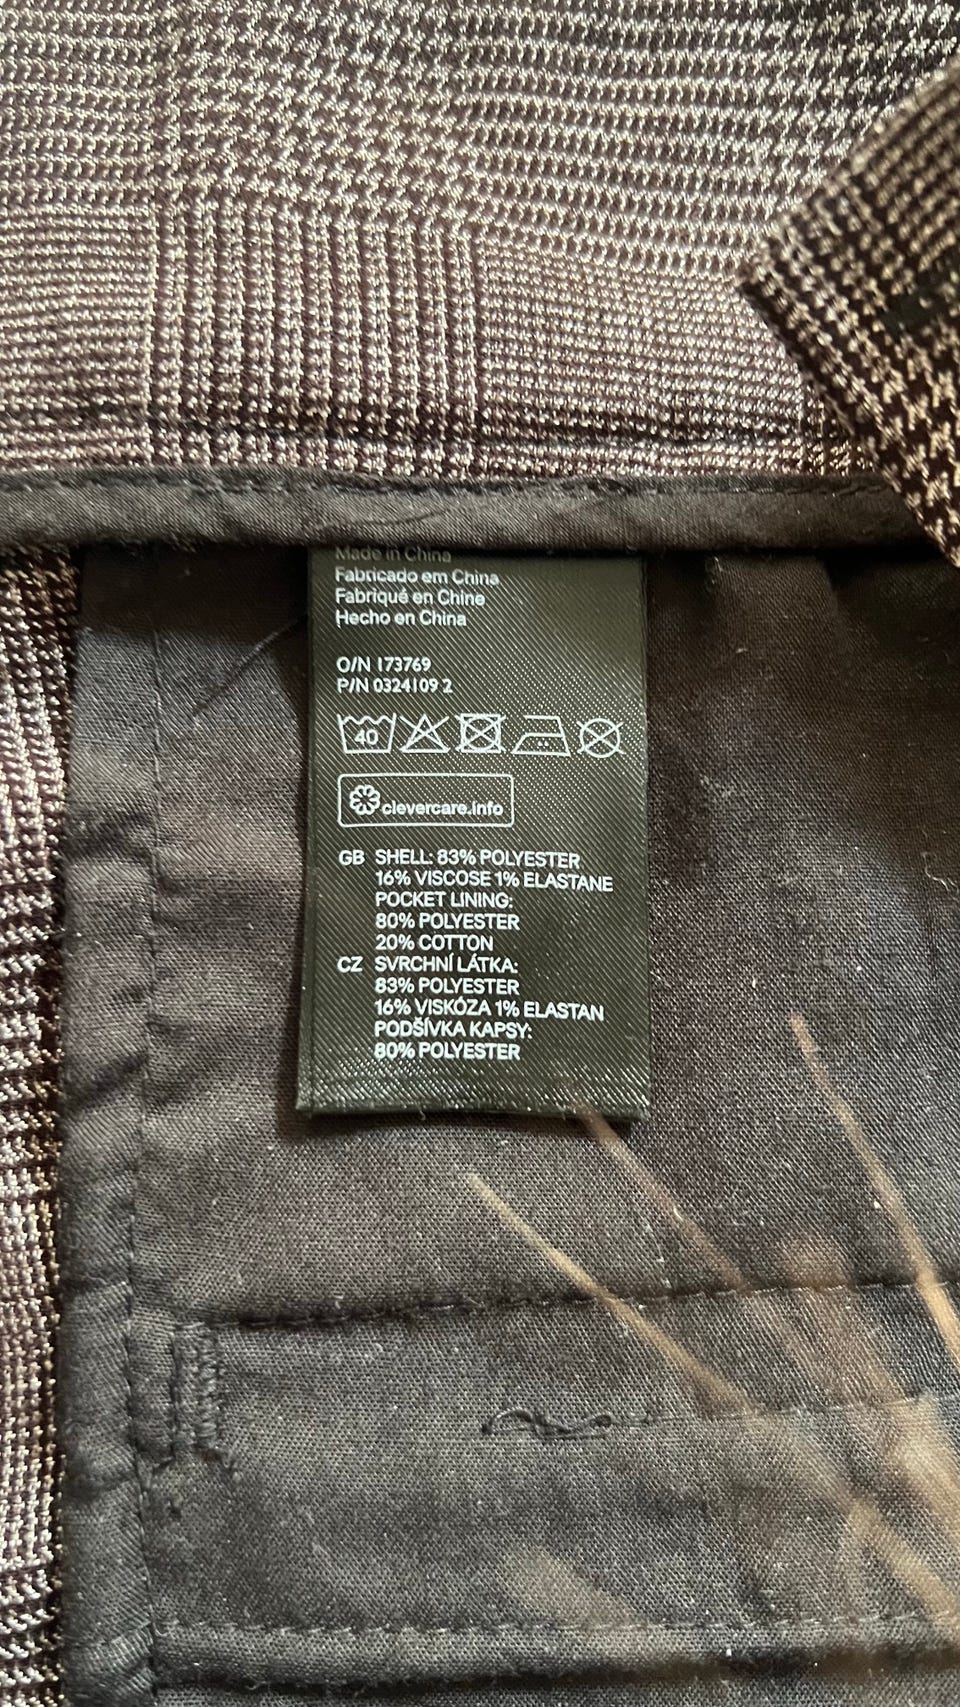 Made in China
Fabricado em China
Fabriqué en Chine
Hecho en China
O/N 173769
P/N 0324109 2
40
clevercare.info
GB SHELL: 83% POLYESTER
16% VISCOSE 1% ELASTANE
POCKET LINING:
80% POLYESTER
20% COTTON
CZ SVRCHNÍ LÁTKA:
83% POLYESTER
16% VISKÓZA 1% ELASTAN
PODŠÍVKA KAPSY:
80% POLYESTER